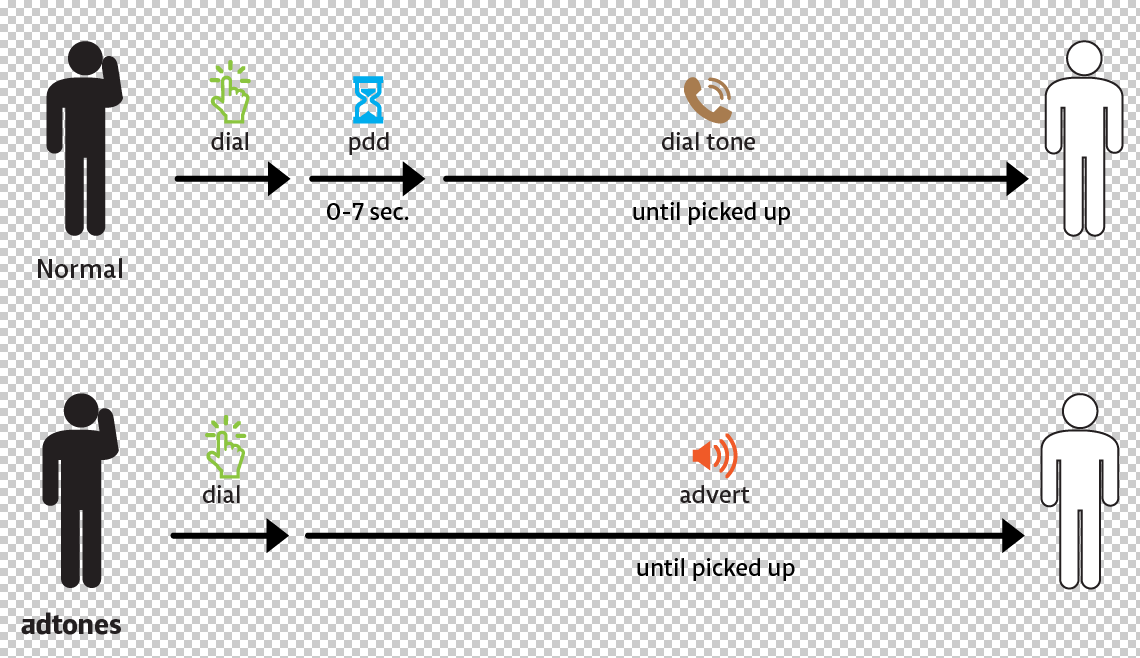 dial
pdd
dial tone
0-7 sec.
until picked up
Normal
dial
advert
until picked up
adtones